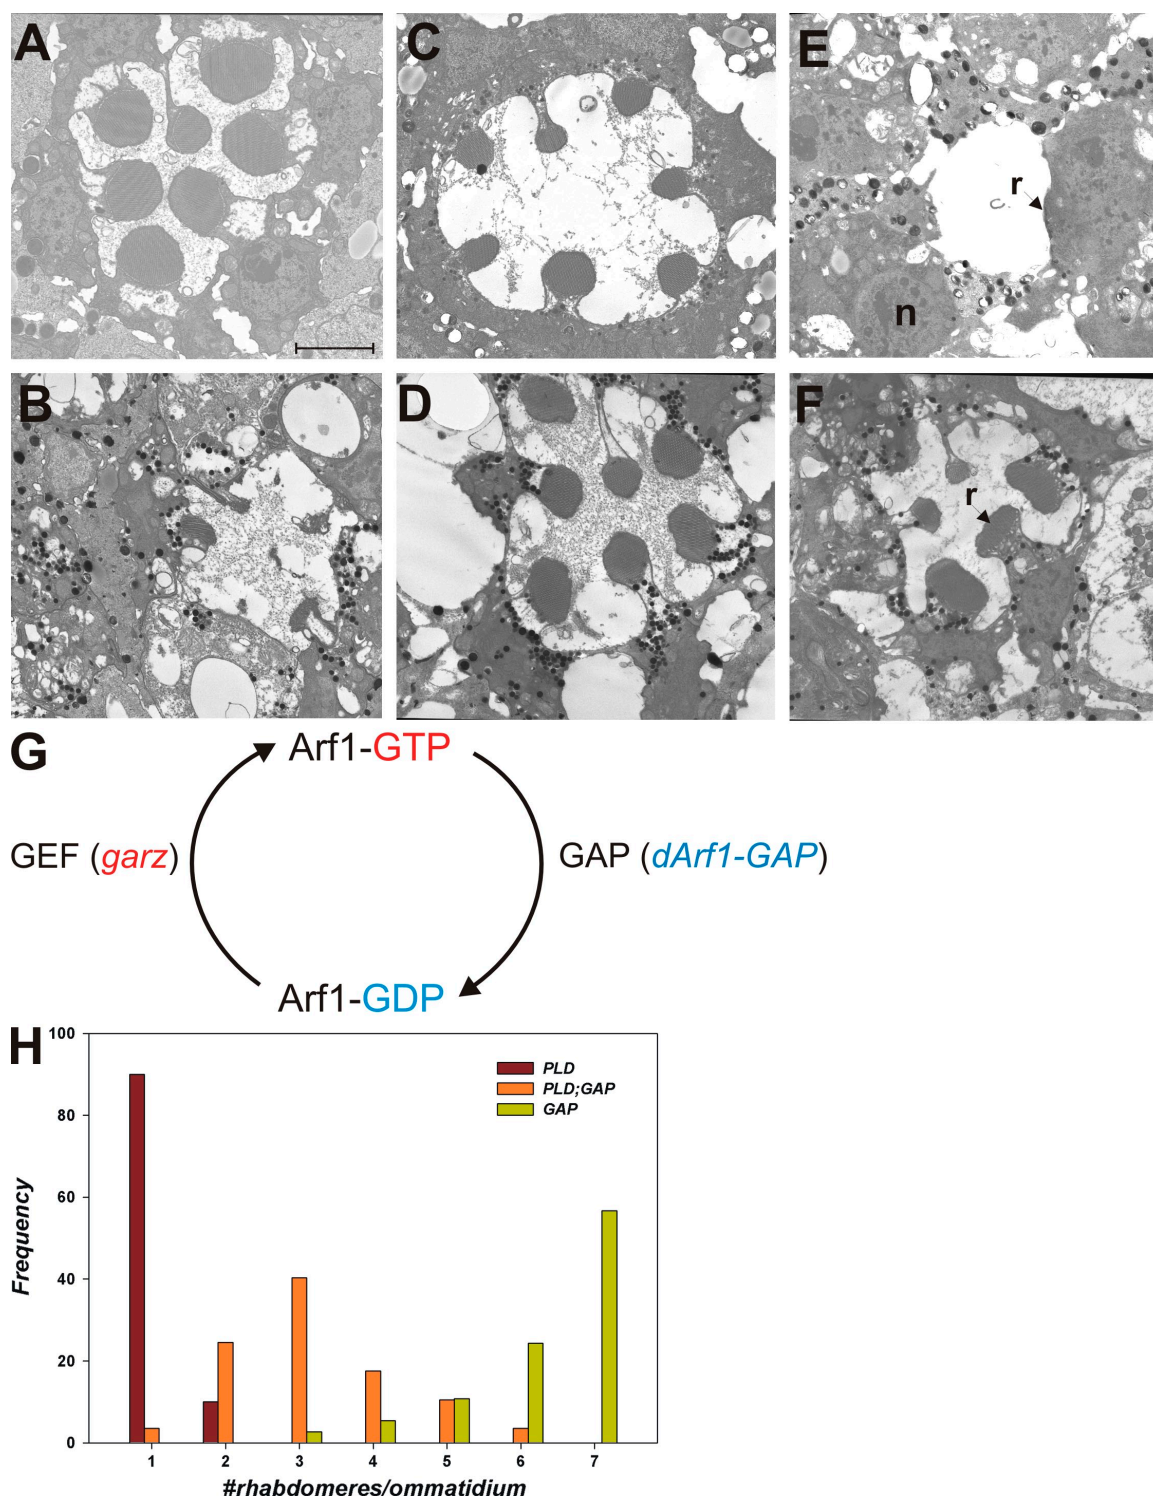 A
C
E
r
n
B
D
F
r
G
Arf1-GTP
GEF (garz)
GAP (dArf1-GAP)
Arf1-GDP
H
100
80
60
40
20
0
Frequency
PLD
PLD;GAP
GAP
1 2 3 4 5 6 7
#rhabdomeres/ommatidium